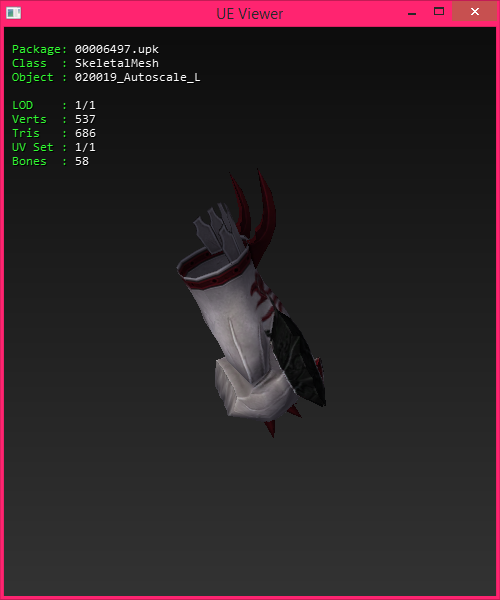 UE Viewer
Package: 00006497.upk
Class  : SkeletalMesh
Object : 020019_Autoscale_L
LOD    : 1/1
Verts  : 537
Tris   : 686
UV Set : 1/1
Bones  : 58